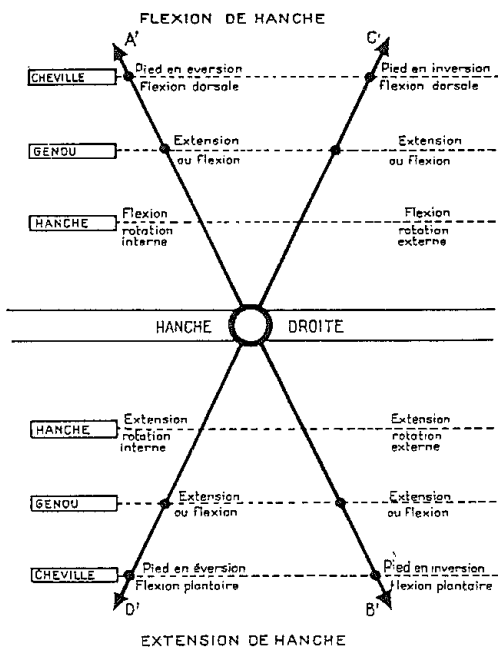 FLEXION DE HANCHE
A' C'
CHEVILLE Pied en eversion Pied en inversion
Flexion dorsale Flexion dorsale
GENOU Extension Extension
ou flexion ou flexion
HANCHE Flexion Flexion
rotation rotation
interne externe
HANCHE DROITE
HANCHE Extension Extension
rotation rotation
interne externe
GENOU Extension Extension
ou flexion ou flexion
CHEVILLE Pied en éversion Pied en inversion
Flexion plantaire flexion plantaire
D' B'
EXTENSION DE HANCHE